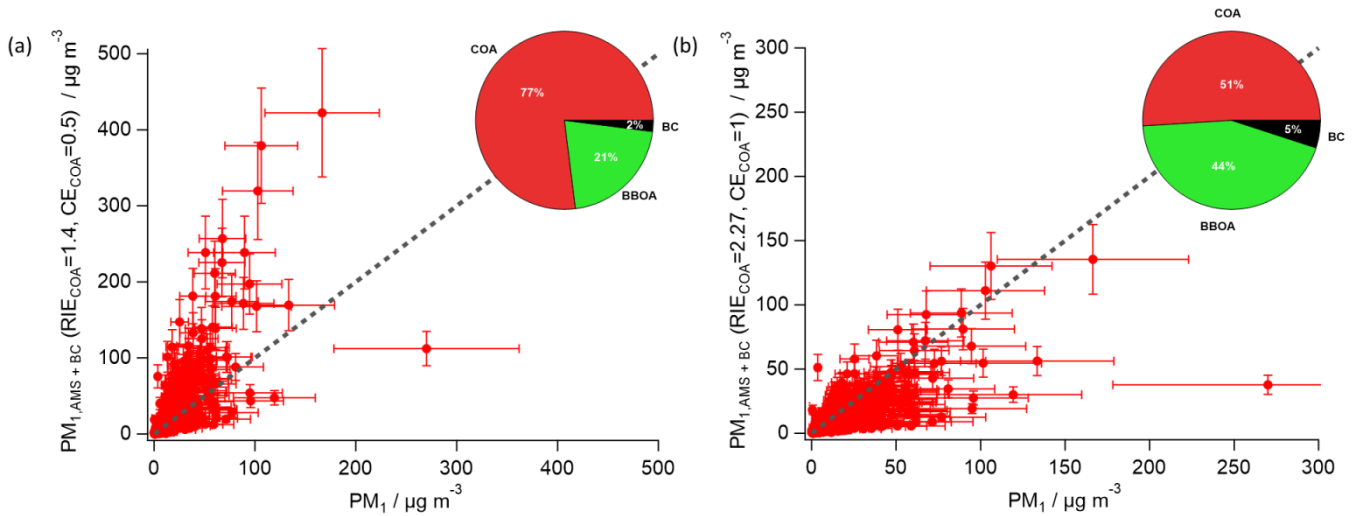 (a)
PM1,AMS + BC (RIECOA=1.4, CECOA=0.5) / µg m-3
500
400
300
200
100
0
0 100 200 300 400 500
PM1 / µg m-3
COA
77%
2%
BC
21%
BBOA
(b)
PM1,AMS + BC (RIECOA=2.27, CECOA=1) / µg m-3
300
250
200
150
100
50
0
0 50 100 150 200 250 300
PM1 / µg m-3
COA
51%
5%
BC
44%
BBOA